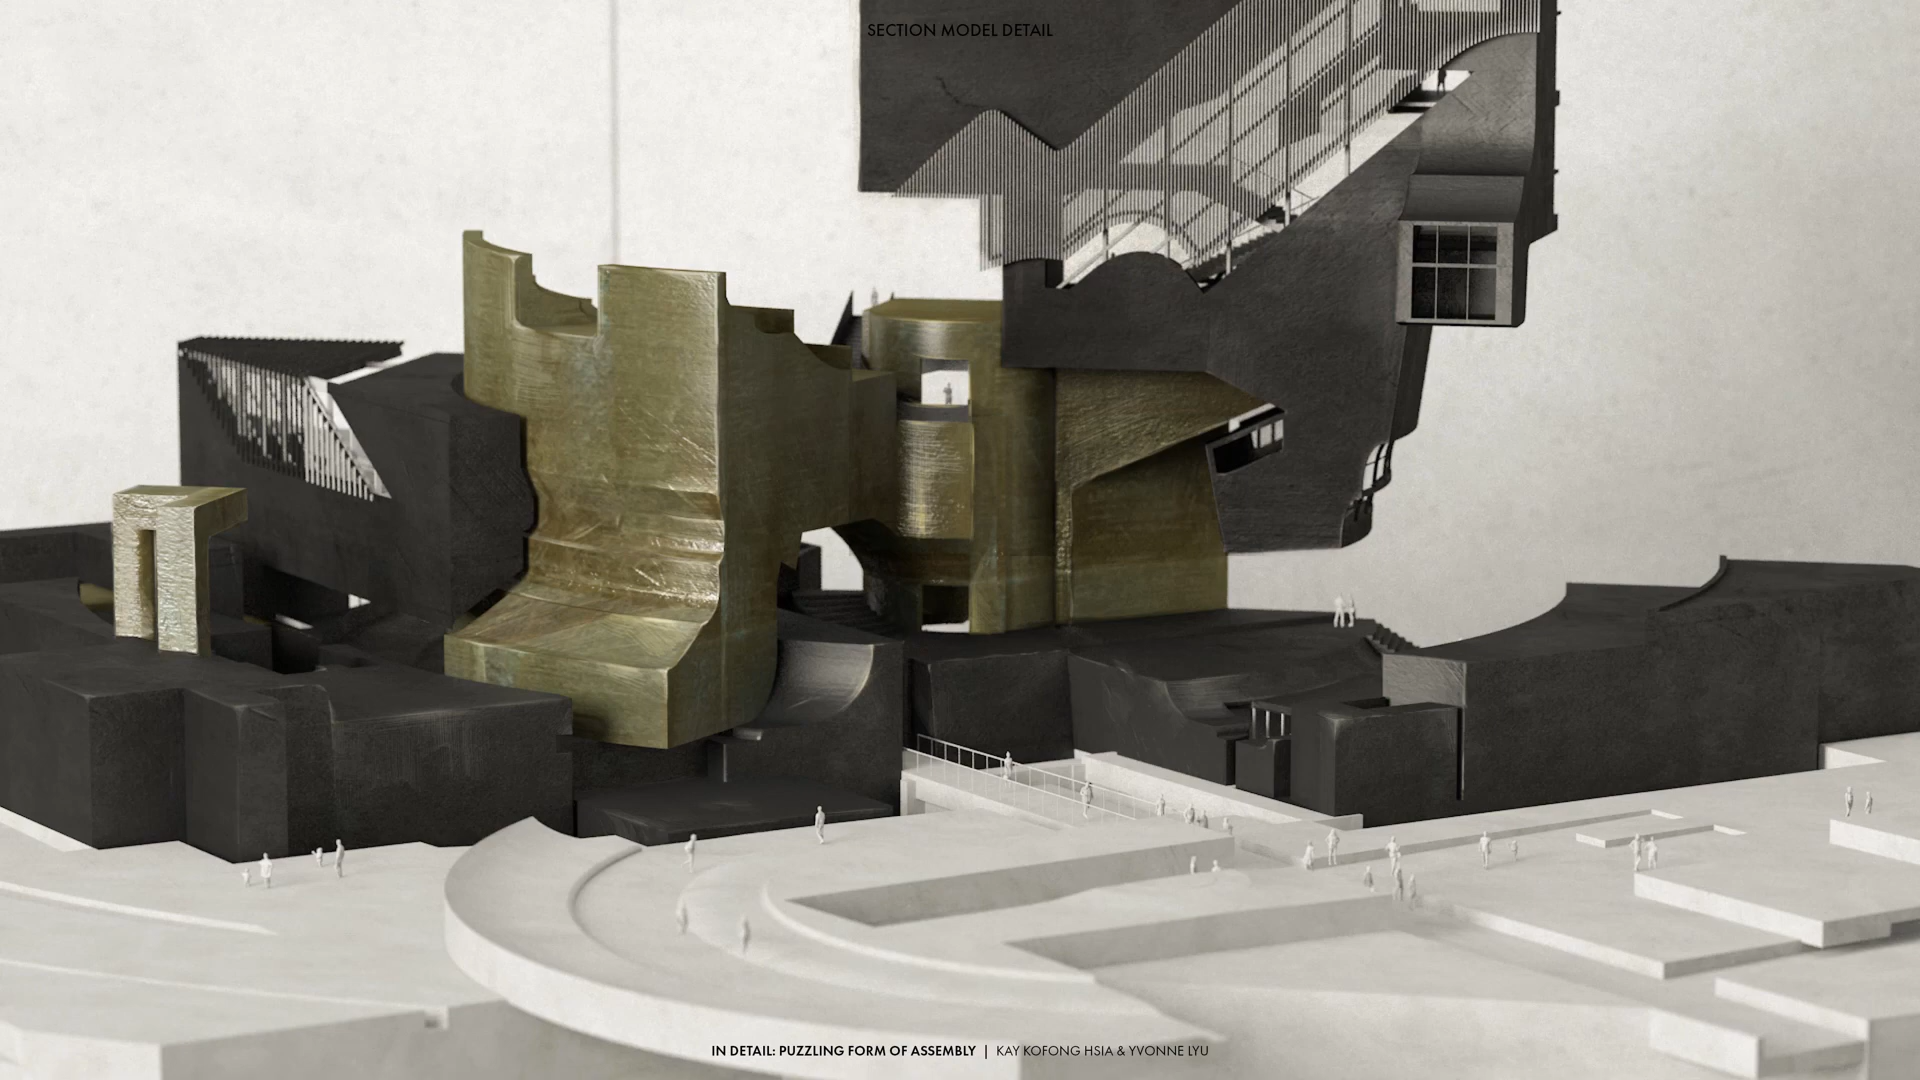 SECTION MODEL DETAIL
IN DETAIL: PUZZLING FORM OF ASSEMBLY | KAY KOFONG HSIA & YVONNE LYU